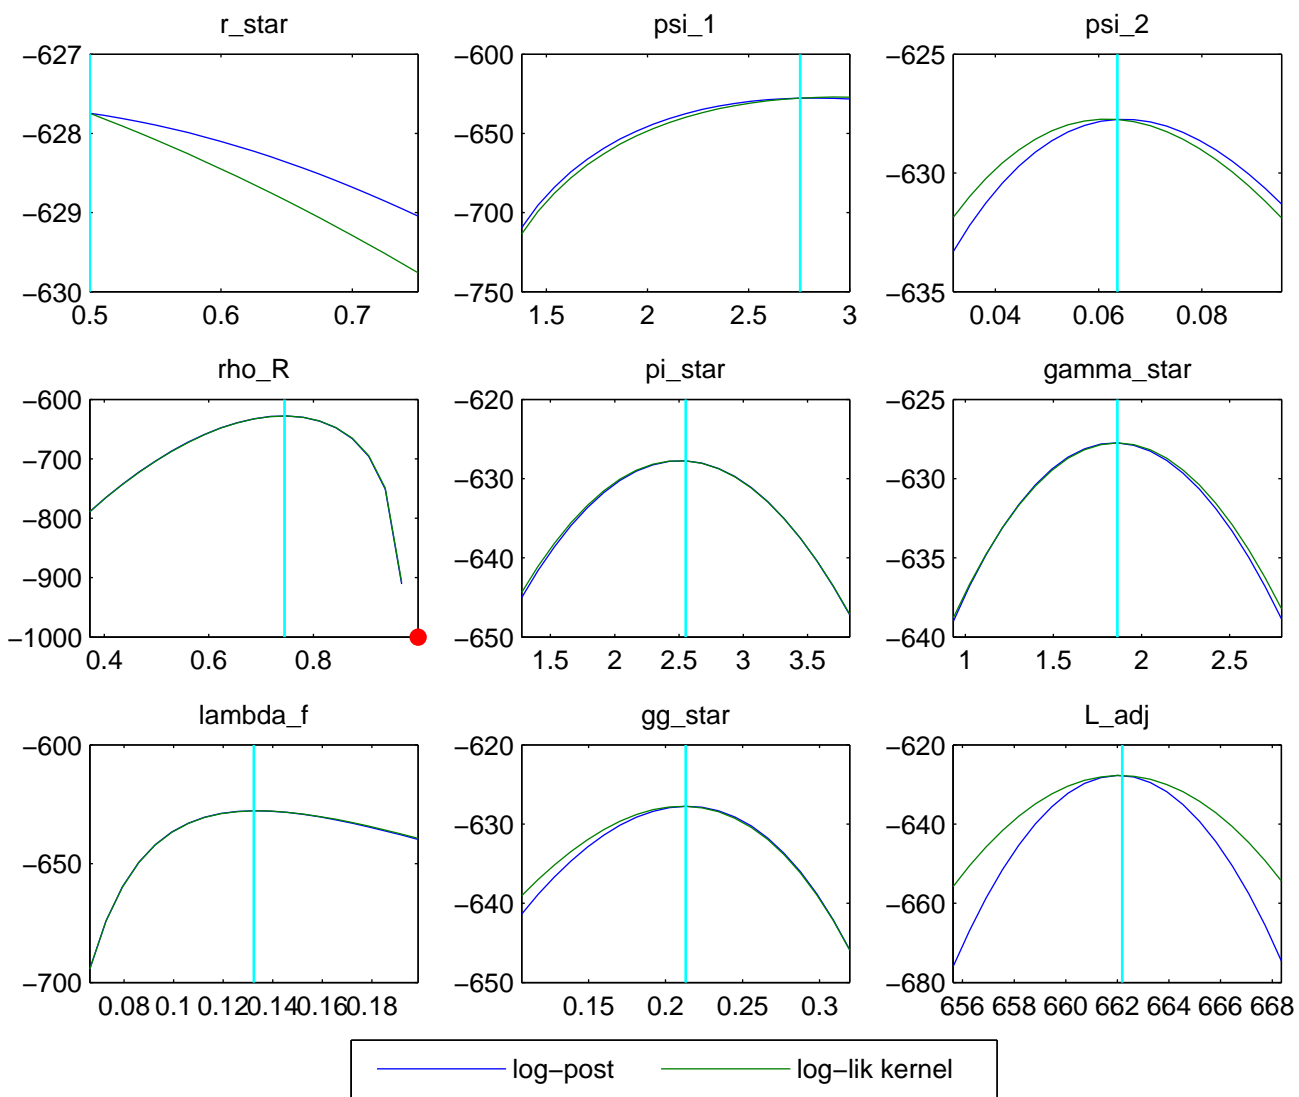 r_star
−627
−628
−629
−630
0.5 0.6 0.7
psi_1
−600
−650
−700
−750
1.5 2 2.5 3
psi_2
−625
−630
−635
0.04 0.06 0.08
rho_R
−600
−700
−800
−900
−1000
0.4 0.6 0.8
pi_star
−620
−630
−640
−650
1.5 2 2.5 3 3.5
gamma_star
−625
−630
−635
−640
1 1.5 2 2.5
lambda_f
−600
−650
−700
0.08 0.1 0.12 0.14 0.16 0.18
gg_star
−620
−630
−640
−650
0.15 0.2 0.25 0.3
L_adj
−620
−640
−660
−680
656 658 660 662 664 666 668
log−post log−lik kernel